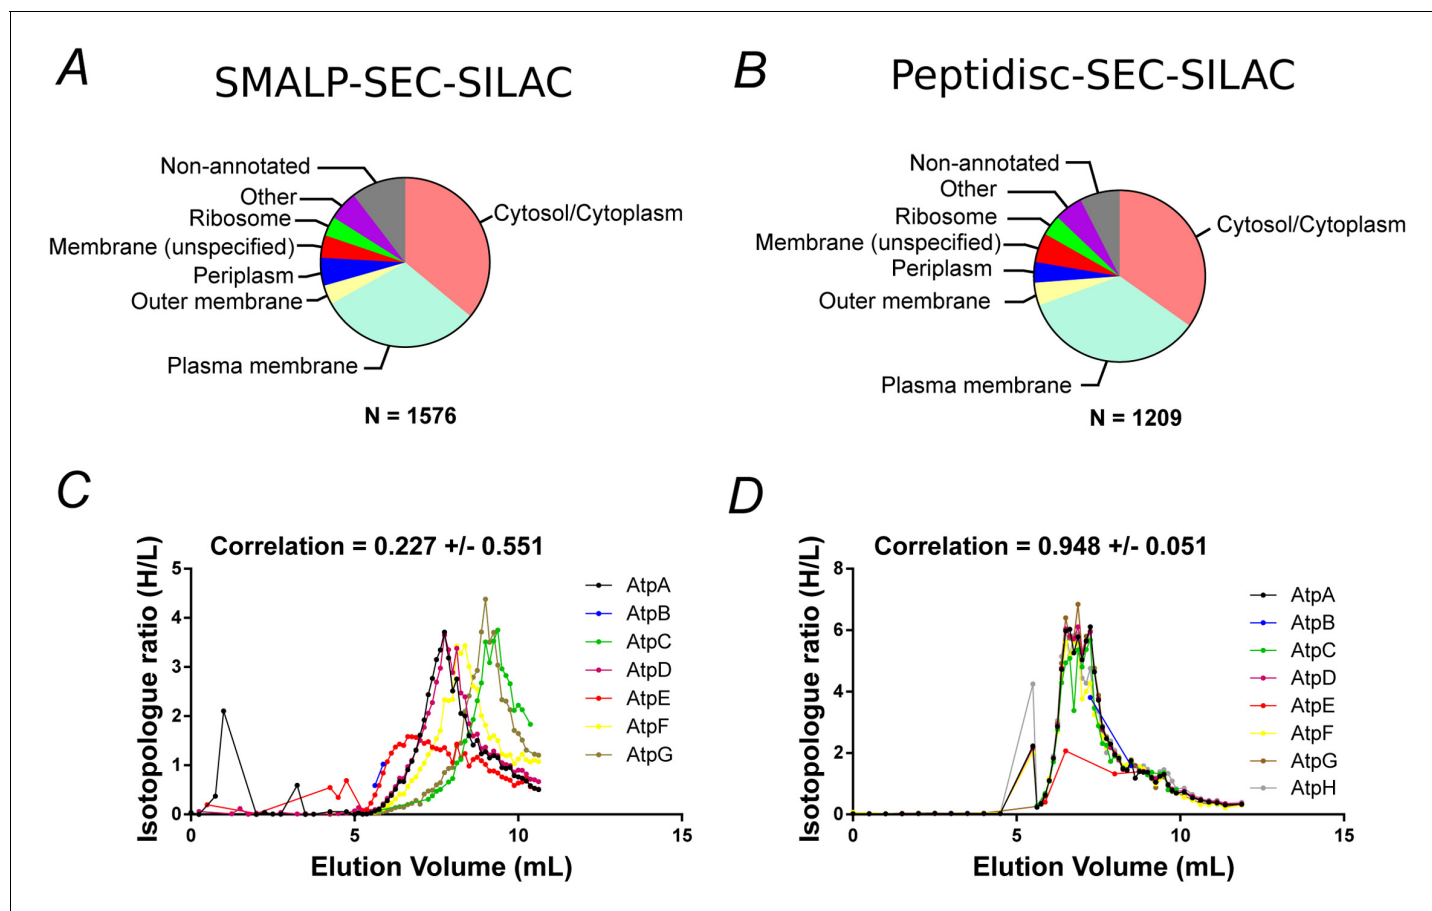 A
SMALP-SEC-SILAC
Non-annotated
Other
Ribosome
Membrane (unspecified)
Periplasm
Outer membrane
Plasma membrane
Cytosol/Cytoplasm
N = 1576
B
Peptidisc-SEC-SILAC
Non-annotated
Other
Ribosome
Membrane (unspecified)
Periplasm
Outer membrane
Plasma membrane
Cytosol/Cytoplasm
N = 1209
C
Correlation = 0.227 +/- 0.551
Isotopologue ratio (H/L)
5
4
3
2
1
0
0
5
10
15
Elution Volume (mL)
AtpA
AtpB
AtpC
AtpD
AtpE
AtpF
AtpG
D
Correlation = 0.948 +/- 0.051
Isotopologue ratio (H/L)
8
6
4
2
0
0
5
10
15
Elution Volume (mL)
AtpA
AtpB
AtpC
AtpD
AtpE
AtpF
AtpG
AtpH